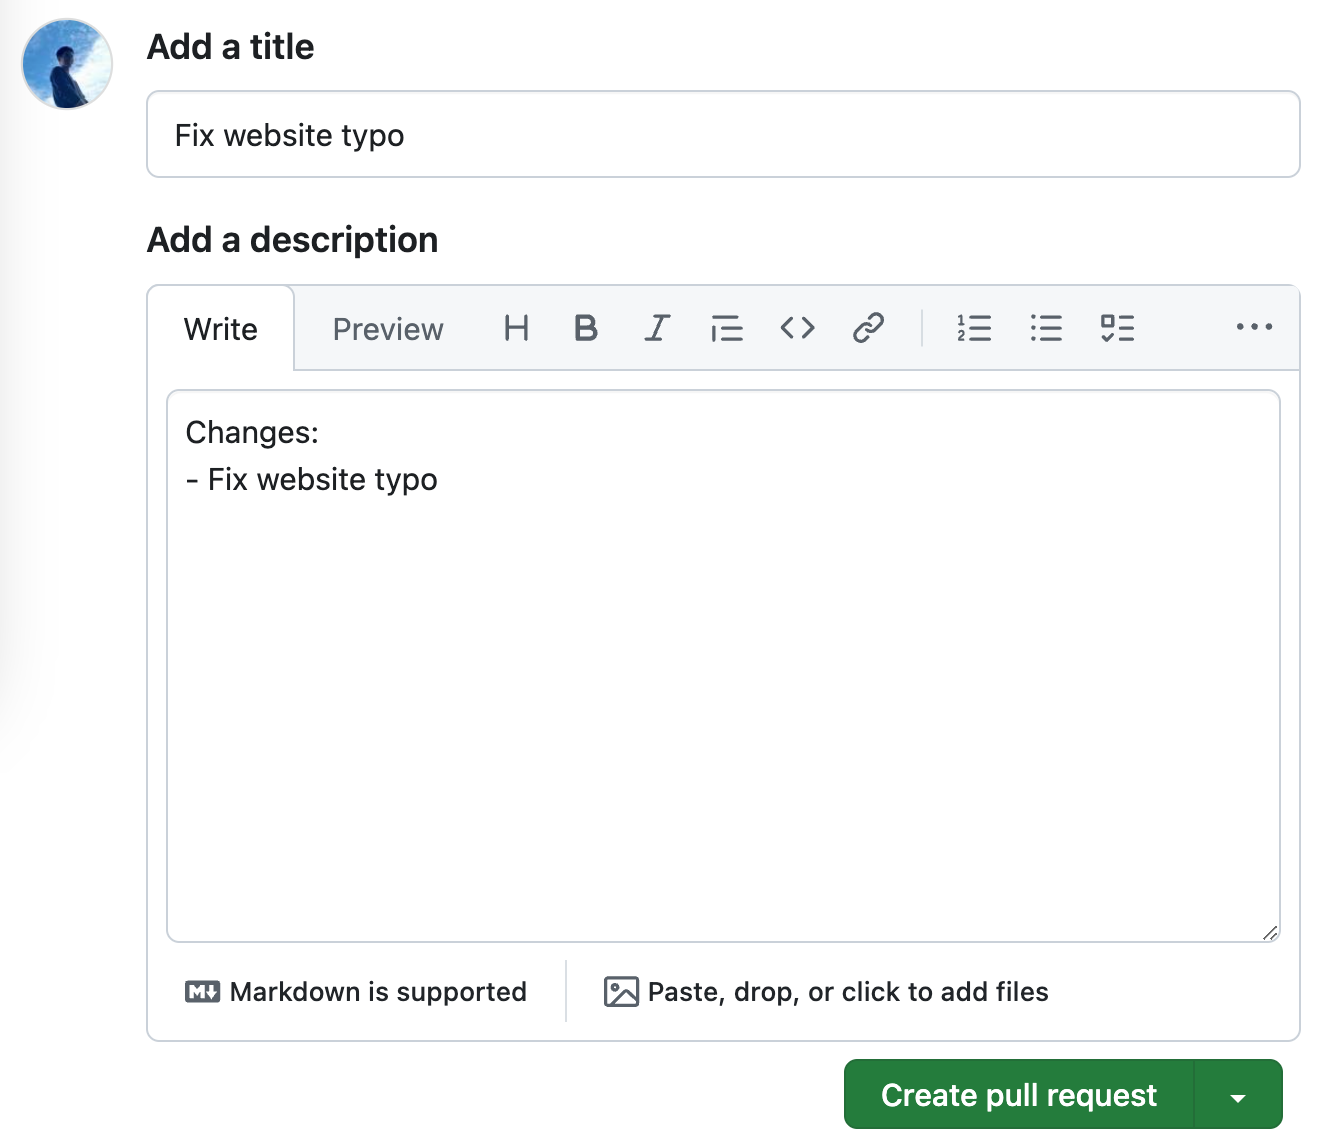 Add a title
Fix website typo
Add a description
Write Preview H B I
Changes:
- Fix website typo
M Markdown is supported Paste, drop, or click to add files
Create pull request